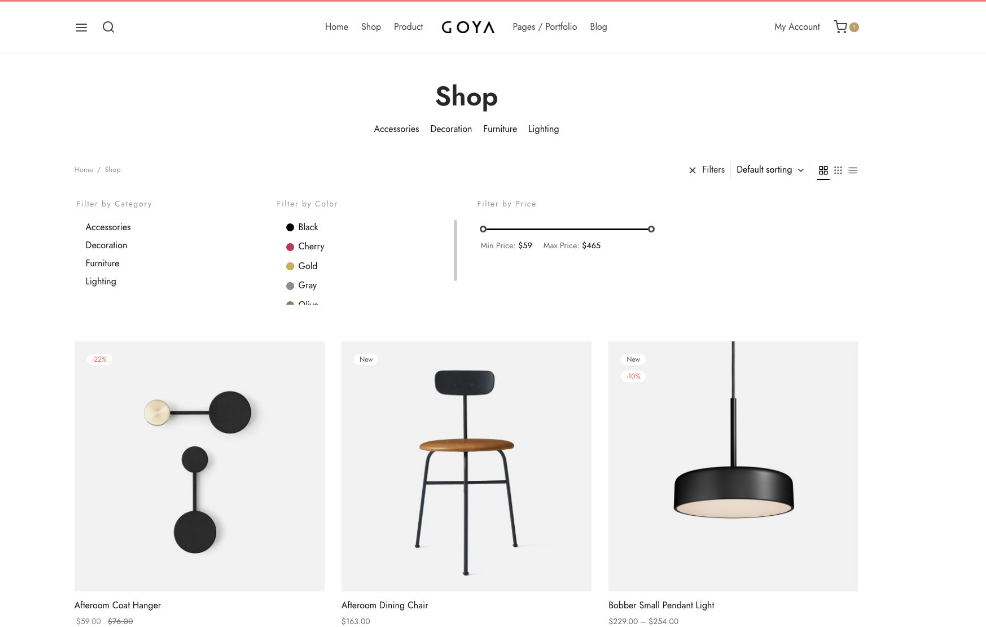 Home Shop Product GOYA Pages / Portfolio Blog My Account
Shop
Accessories Decoration Furniture Lighting
Home / Shop Filters Default sorting
Filter by Category Filter by Color Filter by Price
Accessories Black
Decoration Cherry Min Price: $59 Max Price: $465
Furniture Gold
Lighting Gray
Olive
-22% New New
-10%
Afteroom Coat Hanger Afteroom Dining Chair Bobber Small Pendant Light
$59.00 $76.00 $163.00 $229.00 – $254.00